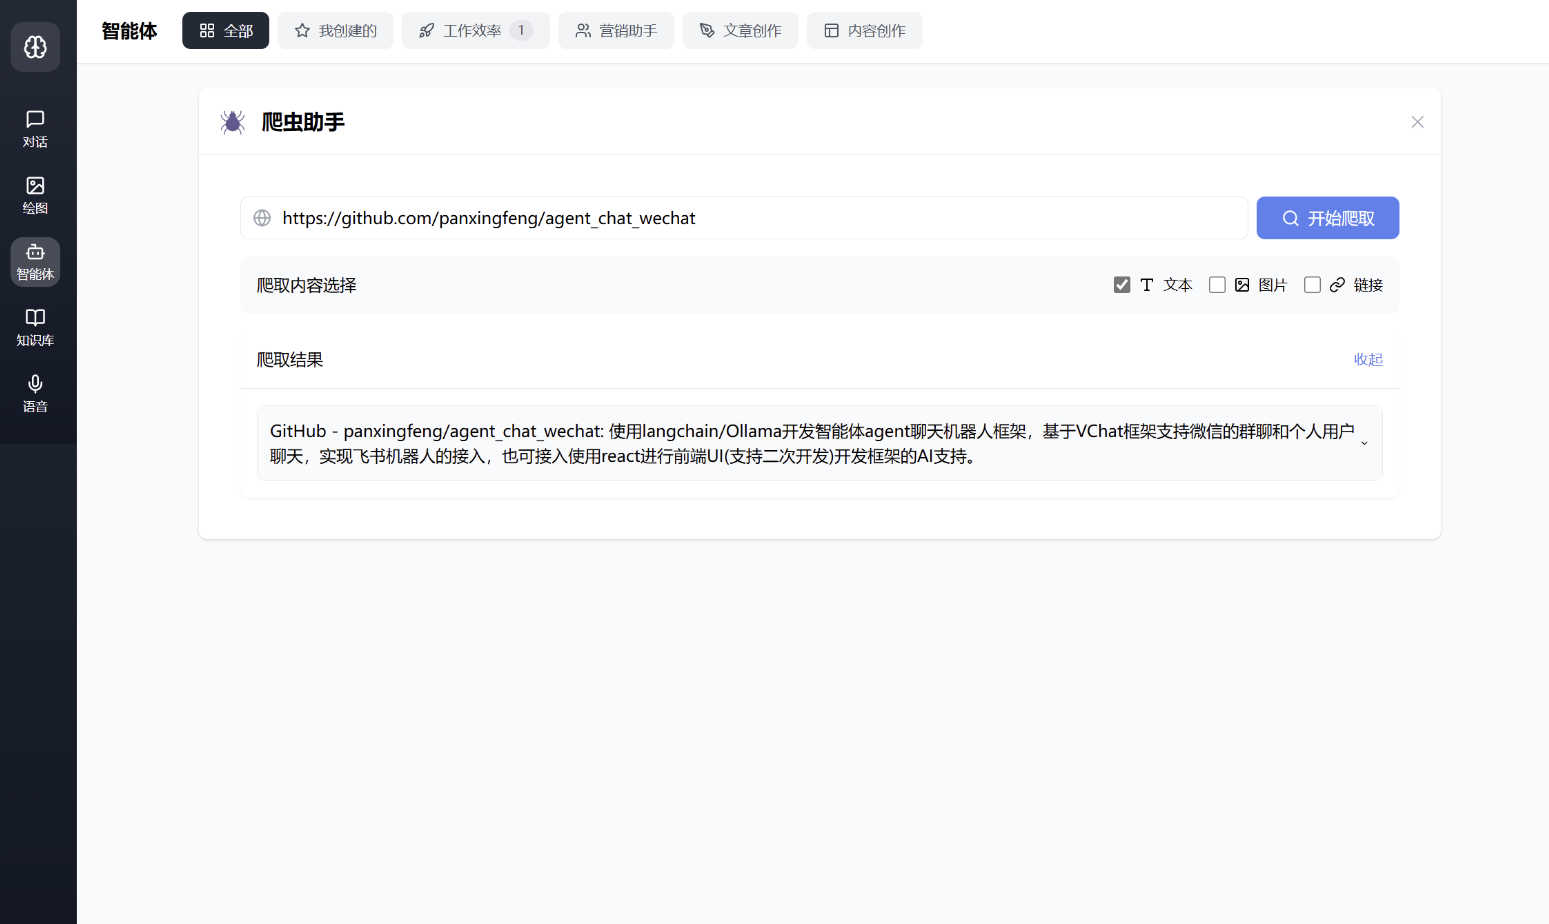 智能体
全部
我创建的
工作效率 1
营销助手
文章创作
内容创作
对话
绘图
智能体
知识库
语音
爬虫助手
https://github.com/panxingfeng/agent_chat_wechat
开始爬取
爬取内容选择
文本
图片
链接
爬取结果
收起
GitHub - panxingfeng/agent_chat_wechat: 使用langchain/Ollama开发智能体agent聊天机器人框架，基于VChat框架支持微信的群聊和个人用户
聊天，实现飞书机器人的接入，也可接入使用react进行前端UI(支持二次开发)开发框架的AI支持。